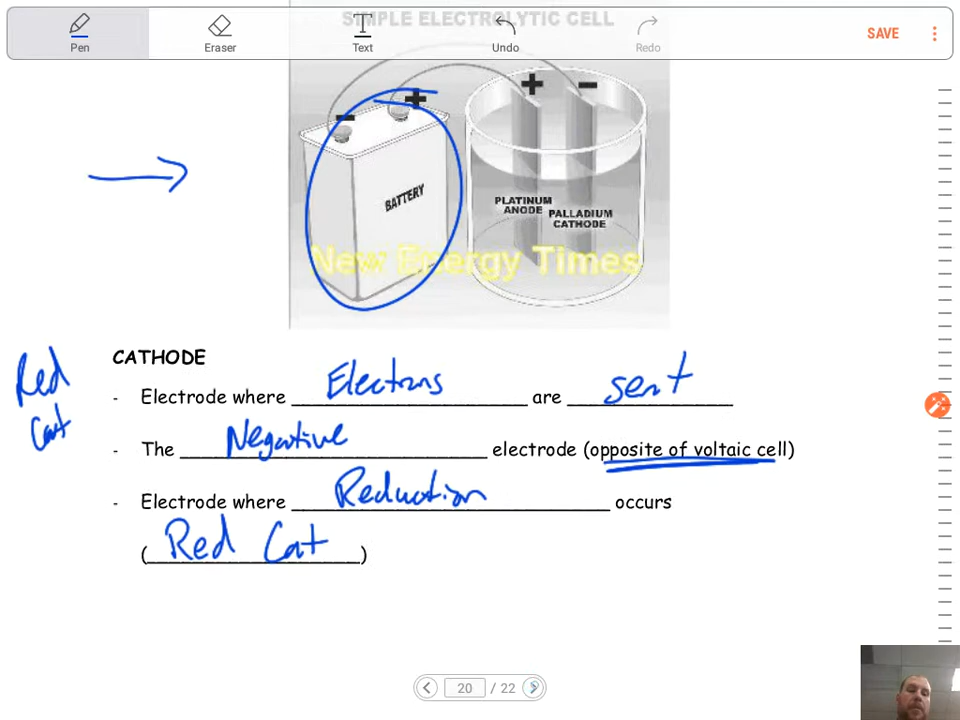 SIMPLE ELECTROLYTIC CELL
Pen Eraser Text Undo Redo SAVE
+ −
− +
BATTERY
PLATINUM ANODE
PALLADIUM CATHODE
New Energy Times
Red
Cat
CATHODE
- Electrode where Electrons are sent
- The Negative electrode (opposite of voltaic cell)
- Electrode where Reduction occurs
(Red Cat)
20 / 22